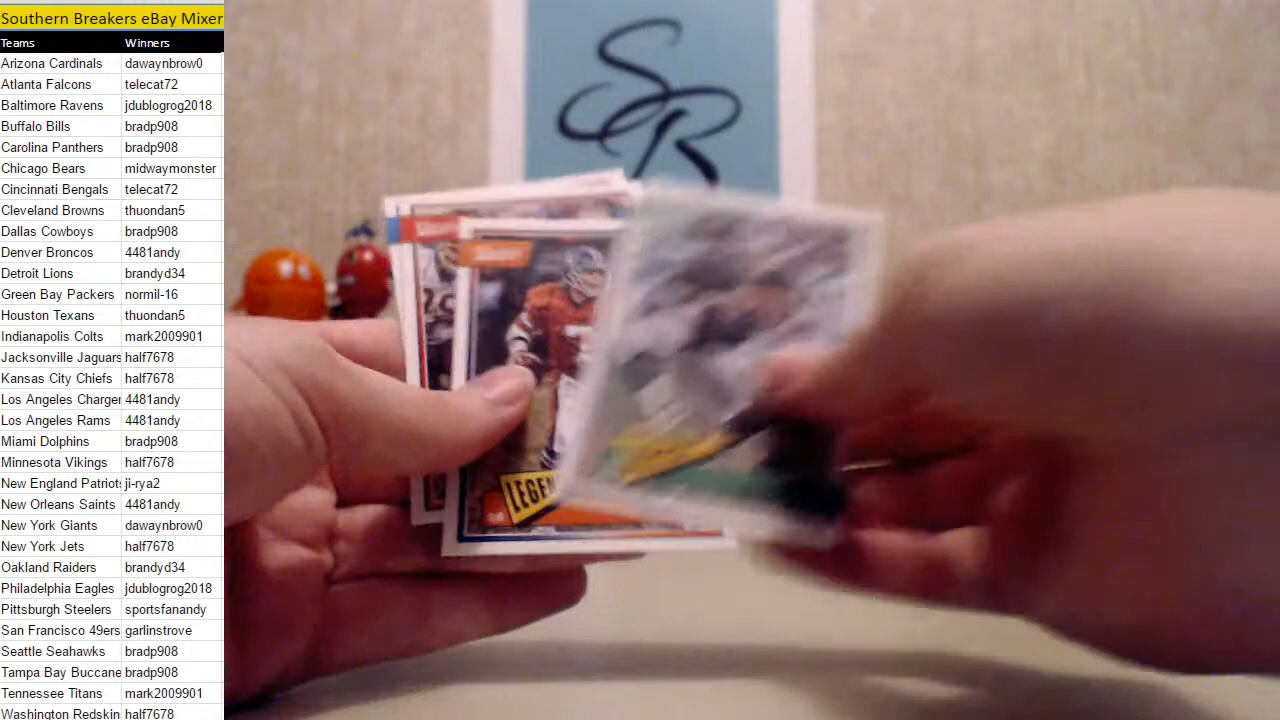 Southern Breakers eBay Mixer
Teams Winners
Arizona Cardinals dawaynbrow0
Atlanta Falcons telecat72
Baltimore Ravens jdublogrog2018
Buffalo Bills bradp908
Carolina Panthers bradp908
Chicago Bears midwaymonster
Cincinnati Bengals telecat72
Cleveland Browns thuondan5
Dallas Cowboys bradp908
Denver Broncos 4481andy
Detroit Lions brandyd34
Green Bay Packers normil-16
Houston Texans thuondan5
Indianapolis Colts mark2009901
Jacksonville Jaguars half7678
Kansas City Chiefs half7678
Los Angeles Charger 4481andy
Los Angeles Rams 4481andy
Miami Dolphins bradp908
Minnesota Vikings half7678
New England Patriots ji-rya2
New Orleans Saints 4481andy
New York Giants dawaynbrow0
New York Jets half7678
Oakland Raiders brandyd34
Philadelphia Eagles jdublogrog2018
Pittsburgh Steelers sportsfanandy
San Francisco 49ers garlinstrove
Seattle Seahawks bradp908
Tampa Bay Buccane bradp908
Tennessee Titans mark2009901
Washington Redskin half7678
SR
LEGEN